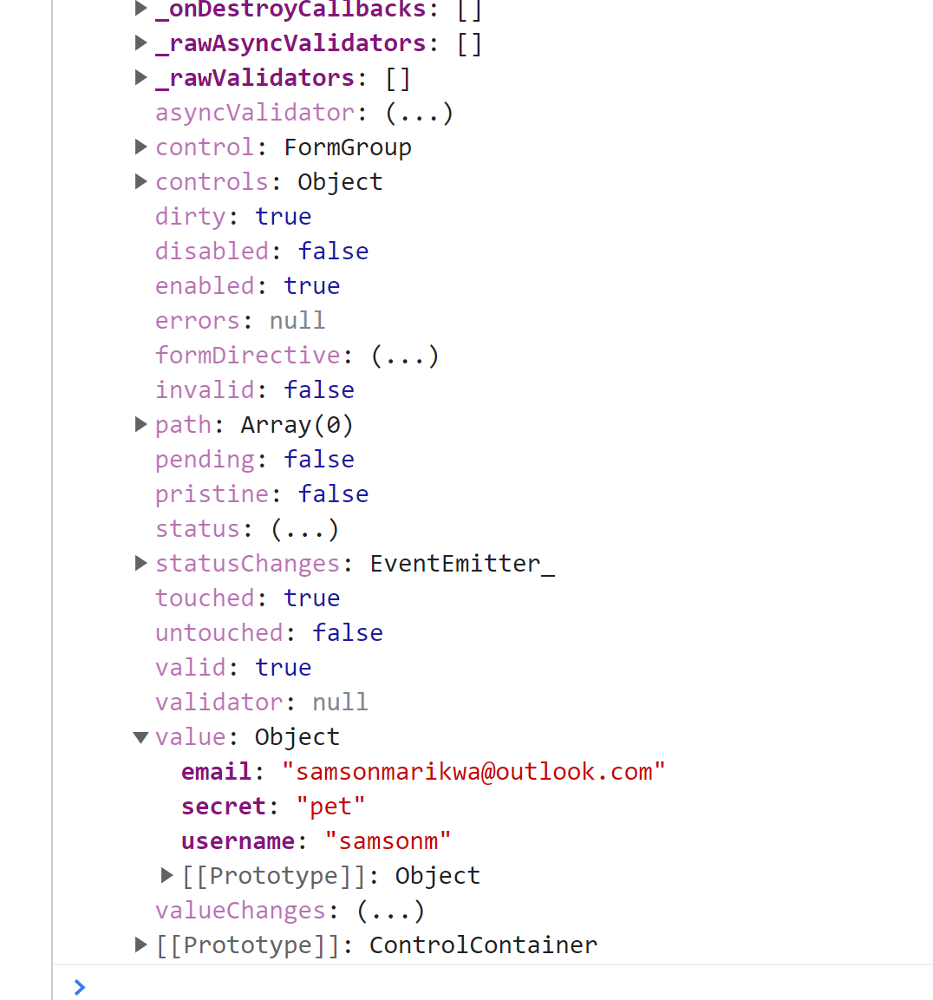 _onDestroyCallbacks: []
_rawAsyncValidators: []
_rawValidators: []
asyncValidator: (...)
control: FormGroup
controls: Object
dirty: true
disabled: false
enabled: true
errors: null
formDirective: (...)
invalid: false
path: Array(0)
pending: false
pristine: false
status: (...)
statusChanges: EventEmitter_
touched: true
untouched: false
valid: true
validator: null
value: Object
email: "samsonmarikwa@outlook.com"
secret: "pet"
username: "samsonm"
[[Prototype]]: Object
valueChanges: (...)
[[Prototype]]: ControlContainer